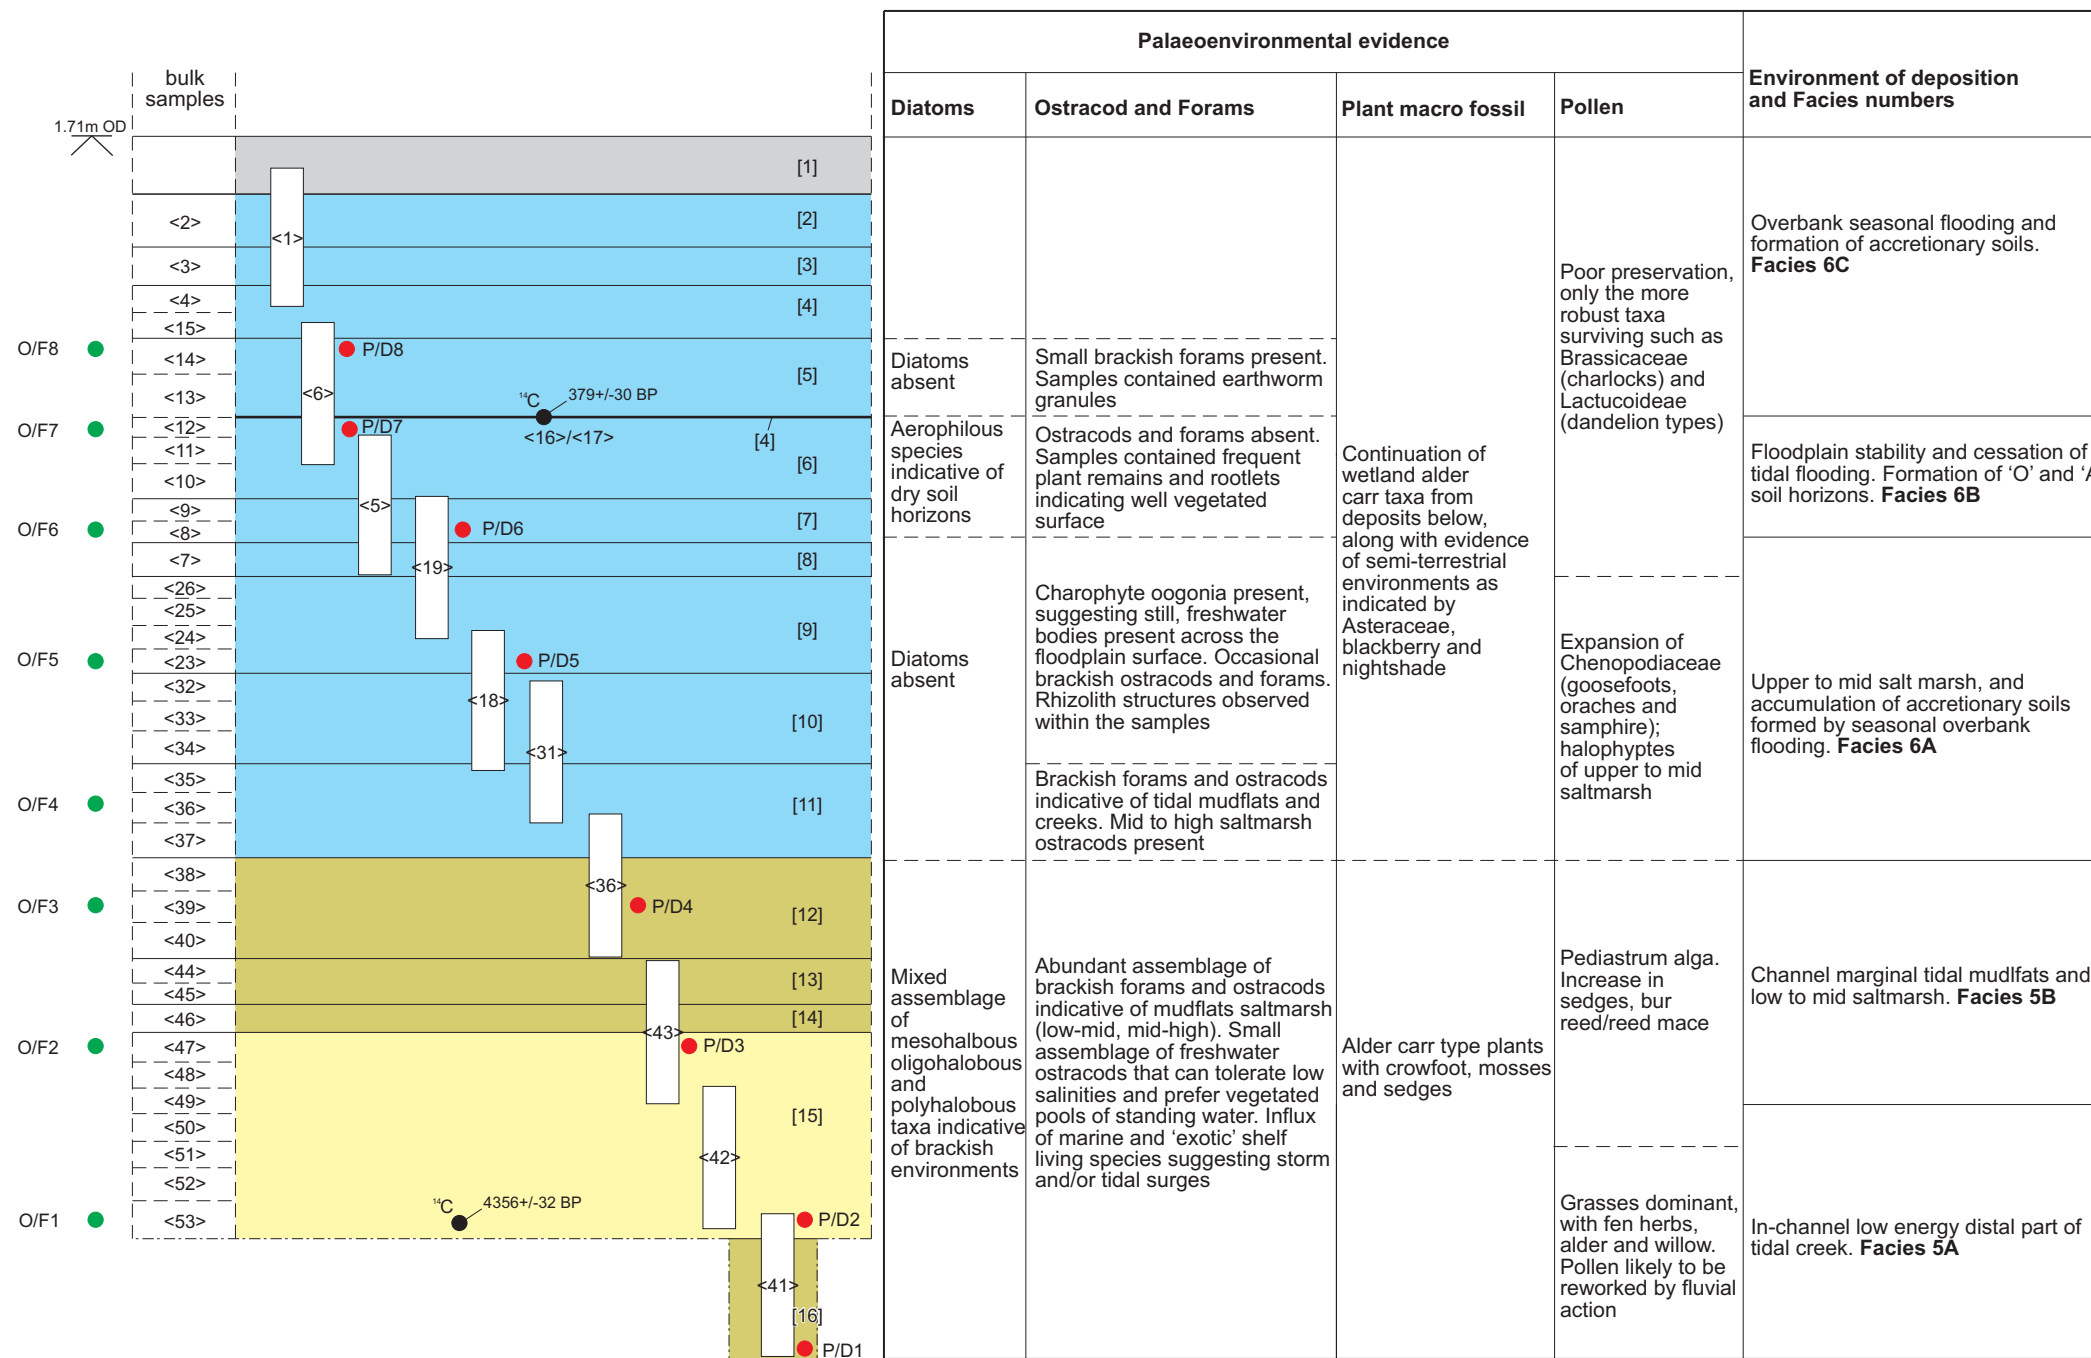 Palaeoenvironmental evidence
Diatoms
Ostracod and Forams
Plant macro fossil
Pollen
Environment of deposition
and Facies numbers
bulk
samples
1.71m OD
<2>
<3>
<4>
<15>
<14>
<13>
<12>
<11>
<10>
<9>
<8>
<7>
<26>
<25>
<24>
<23>
<32>
<33>
<34>
<35>
<36>
<37>
<38>
<39>
<40>
<44>
<45>
<46>
<47>
<48>
<49>
<50>
<51>
<52>
<53>
O/F8
O/F7
O/F6
O/F5
O/F4
O/F3
O/F2
O/F1
<1>
<6>
<5>
<19>
<18>
<31>
<36>
<43>
<42>
<41>
P/D8
P/D7
P/D6
P/D5
P/D4
P/D3
P/D2
P/D1
14C
379+/-30 BP
<16>/<17>
14C
4356+/-32 BP
[1]
[2]
[3]
[4]
[5]
[4]
[6]
[7]
[8]
[9]
[10]
[11]
[12]
[13]
[14]
[15]
[16]
Diatoms
absent
Aerophilous
species
indicative of
dry soil
horizons
Diatoms
absent
Mixed
assemblage
of
mesohalbous
oligohalobous
and
polyhalobous
taxa indicative
of brackish
environments
Small brackish forams present.
Samples contained earthworm
granules
Ostracods and forams absent.
Samples contained frequent
plant remains and rootlets
indicating well vegetated
surface
Charophyte oogonia present,
suggesting still, freshwater
bodies present across the
floodplain surface. Occasional
brackish ostracods and forams.
Rhizolith structures observed
within the samples
Brackish forams and ostracods
indicative of tidal mudflats and
creeks. Mid to high saltmarsh
ostracods present
Abundant assemblage of
brackish forams and ostracods
indicative of mudflats saltmarsh
(low-mid, mid-high). Small
assemblage of freshwater
ostracods that can tolerate low
salinities and prefer vegetated
pools of standing water. Influx
of marine and ‘exotic’ shelf
living species suggesting storm
and/or tidal surges
Continuation of
wetland alder
carr taxa from
deposits below,
along with evidence
of semi-terrestrial
environments as
indicated by
Asteraceae,
blackberry and
nightshade
Alder carr type plants
with crowfoot, mosses
and sedges
Poor preservation,
only the more
robust taxa
surviving such as
Brassicaceae
(charlocks) and
Lactucoideae
(dandelion types)
Expansion of
Chenopodiaceae
(goosefoots,
oraches and
samphire);
halophyptes
of upper to mid
saltmarsh
Pediastrum alga.
Increase in
sedges, bur
reed/reed mace
Grasses dominant,
with fen herbs,
alder and willow.
Pollen likely to be
reworked by fluvial
action
Overbank seasonal flooding and
formation of accretionary soils.
Facies 6C
Floodplain stability and cessation of
tidal flooding. Formation of ‘O’ and ‘A
soil horizons. Facies 6B
Upper to mid salt marsh, and
accumulation of accretionary soils
formed by seasonal overbank
flooding. Facies 6A
Channel marginal tidal mudlfats and
low to mid saltmarsh. Facies 5B
In-channel low energy distal part of
tidal creek. Facies 5A